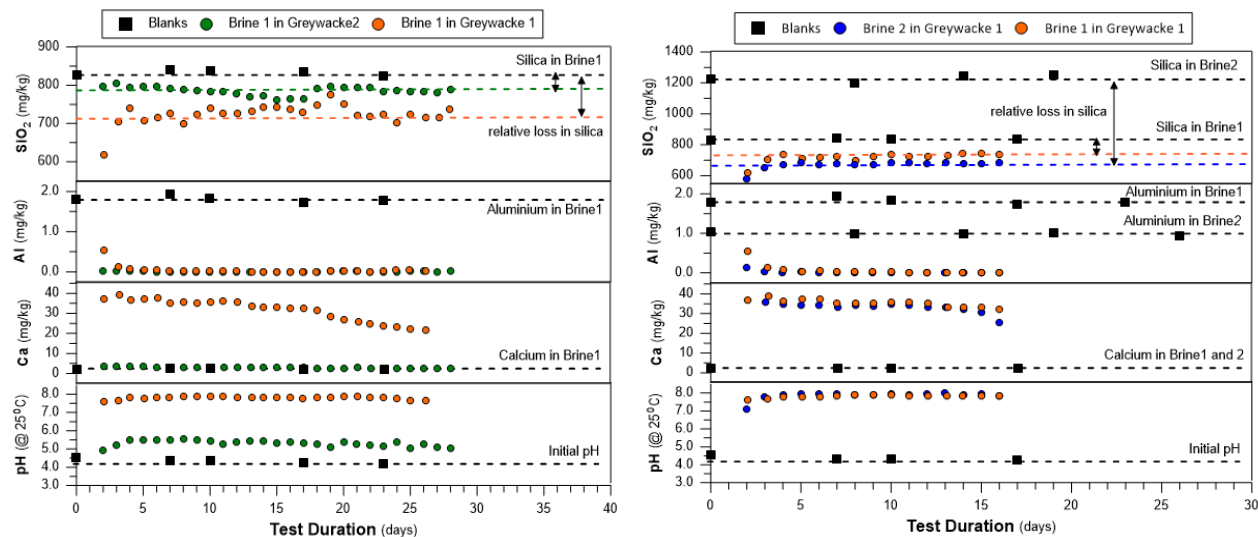 Blanks Brine 1 in Greywacke2 Brine 1 in Greywacke 1
SIO2 (mg/kg)
900
800
700
600
Silica in Brine1
relative loss in silica
Al (mg/kg)
2.0
1.0
0.0
Aluminium in Brine1
Ca (mg/kg)
40
30
20
10
0
Calcium in Brine1
pH (@ 25°C)
8.0
7.0
6.0
5.0
4.0
3.0
Initial pH
0 5 10 15 20 25 30 35 40
Test Duration (days)
Blanks Brine 2 in Greywacke 1 Brine 1 in Greywacke 1
SIO2 (mg/kg)
1400
1200
1000
800
600
Silica in Brine2
relative loss in silica
Silica in Brine1
Al (mg/kg)
2.0
1.0
0.0
Aluminium in Brine1
Aluminium in Brine2
Ca (mg/kg)
40
30
20
10
0
Calcium in Brine1 and 2
pH (@ 25°C)
8.0
7.0
6.0
5.0
4.0
3.0
Initial pH
0 5 10 15 20 25 30
Test Duration (days)